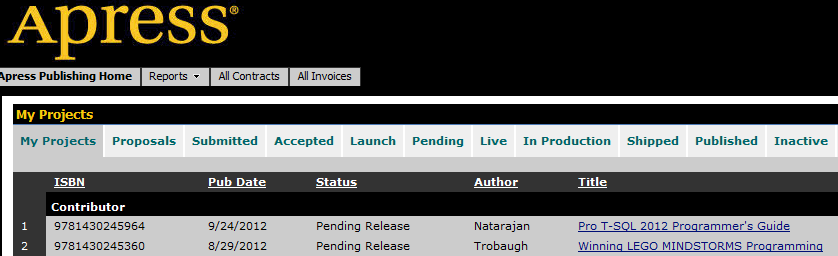 Apress®
Apress Publishing Home Reports All Contracts All Invoices
My Projects
My Projects Proposals Submitted Accepted Launch Pending Live In Production Shipped Published Inactive
ISBN Pub Date Status Author Title
Contributor
1 9781430245964 9/24/2012 Pending Release Natarajan Pro T-SQL 2012 Programmer's Guide
2 9781430245360 8/29/2012 Pending Release Trobaugh Winning LEGO MINDSTORMS Programming